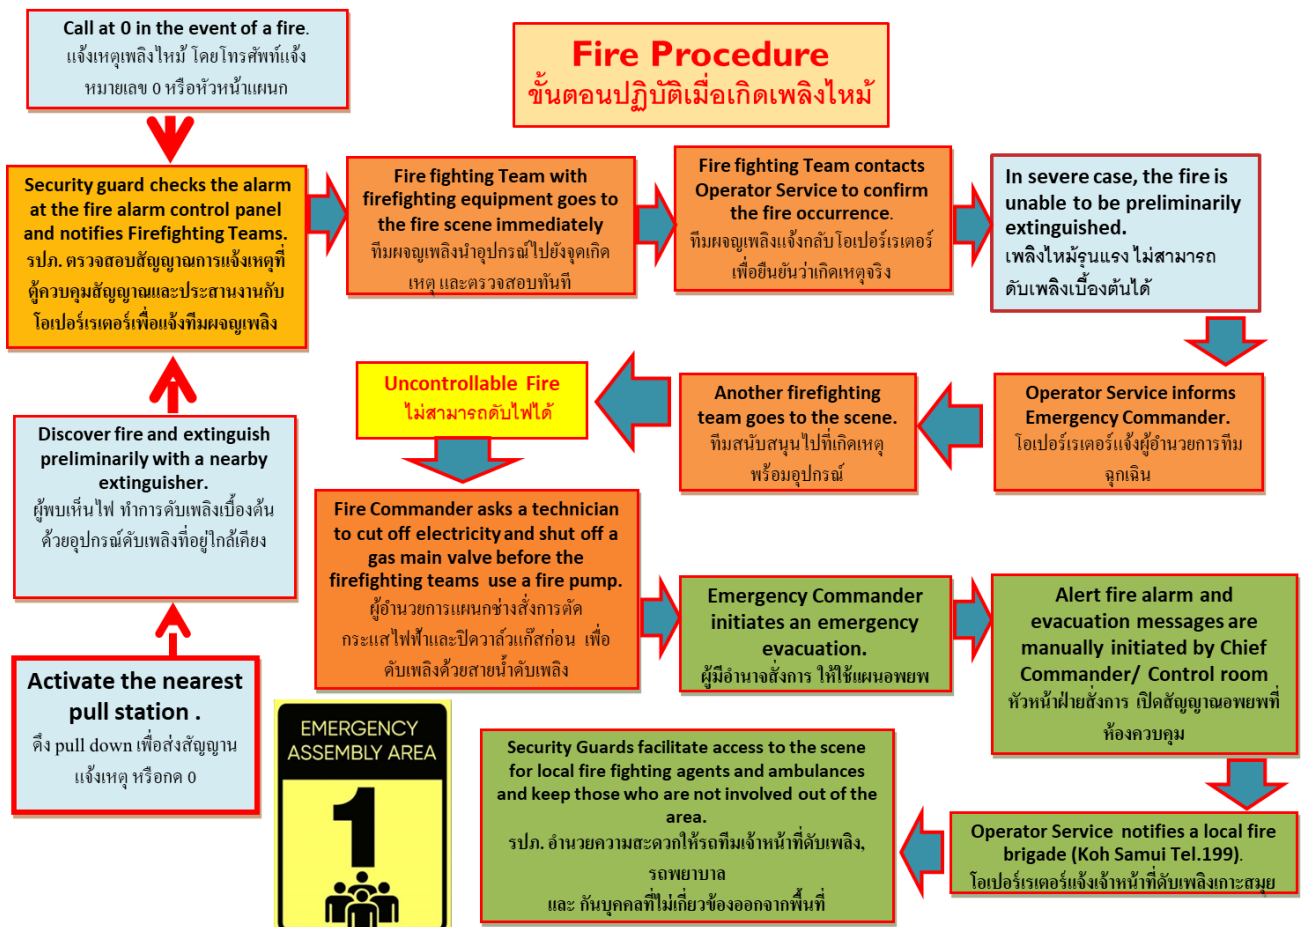 Call at 0 in the event of a fire.
แจ้งเหตุเพลิงไหม้ โดยโทรศัพท์แจ้ง
หมายเลข 0 หรือหัวหน้าแผนก
Fire Procedure
ขั้นตอนปฏิบัติเมื่อเกิดเพลิงไหม้
Security guard checks the alarm
at the fire alarm control panel
and notifies Firefighting Teams.
รปภ. ตรวจสอบสัญญาณการแจ้งเหตุที่
ตู้ควบคุมสัญญาณและประสานงานกับ
โอเปอร์เรเตอร์เพื่อแจ้งทีมผจญเพลิง
Fire fighting Team with
firefighting equipment goes to
the fire scene immediately
ทีมผจญเพลิงนำอุปกรณ์ไปยังจุดเกิด
เหตุ และตรวจสอบทันที
Fire fighting Team contacts
Operator Service to confirm
the fire occurrence.
ทีมผจญเพลิงแจ้งกลับโอเปอร์เรเตอร์
เพื่อยืนยันว่าเกิดเหตุจริง
In severe case, the fire is
unable to be preliminarily
extinguished.
เพลิงไหม้รุนแรง ไม่สามารถ
ดับเพลิงเบื้องต้นได้
Operator Service informs
Emergency Commander.
โอเปอร์เรเตอร์แจ้งผู้อำนวยการทีม
ฉุกเฉิน
Another firefighting
team goes to the scene.
ทีมสนับสนุนไปที่เกิดเหตุ
พร้อมอุปกรณ์
Uncontrollable Fire
ไม่สามารถดับไฟได้
Discover fire and extinguish
preliminarily with a nearby
extinguisher.
ผู้พบเห็นไฟ ทำการดับเพลิงเบื้องต้น
ด้วยอุปกรณ์ดับเพลิงที่อยู่ใกล้เคียง
Activate the nearest
pull station .
ดึง pull down เพื่อส่งสัญญาน
แจ้งเหตุ หรือกด 0
Fire Commander asks a technician
to cut off electricity and shut off a
gas main valve before the
firefighting teams use a fire pump.
ผู้อำนวยการแผนกช่างสั่งการตัด
กระแสไฟฟ้าและปิดวาล์วแก๊สก่อน เพื่อ
ดับเพลิงด้วยสายน้ำดับเพลิง
Emergency Commander
initiates an emergency
evacuation.
ผู้มีอำนาจสั่งการ ให้ใช้แผนอพยพ
Alert fire alarm and
evacuation messages are
manually initiated by Chief
Commander/ Control room
หัวหน้าฝ่ายสั่งการ เปิดสัญญาณอพยพที่
ห้องควบคุม
Operator Service notifies a local fire
brigade (Koh Samui Tel.199).
โอเปอร์เรเตอร์แจ้งเจ้าหน้าที่ดับเพลิงเกาะสมุย
Security Guards facilitate access to the scene
for local fire fighting agents and ambulances
and keep those who are not involved out of the
area.
รปภ. อำนวยความสะดวกให้รถทีมเจ้าหน้าที่ดับเพลิง,
รถพยาบาล
และ กันบุคคลที่ไม่เกี่ยวข้องออกจากพื้นที่
EMERGENCY
ASSEMBLY AREA
1